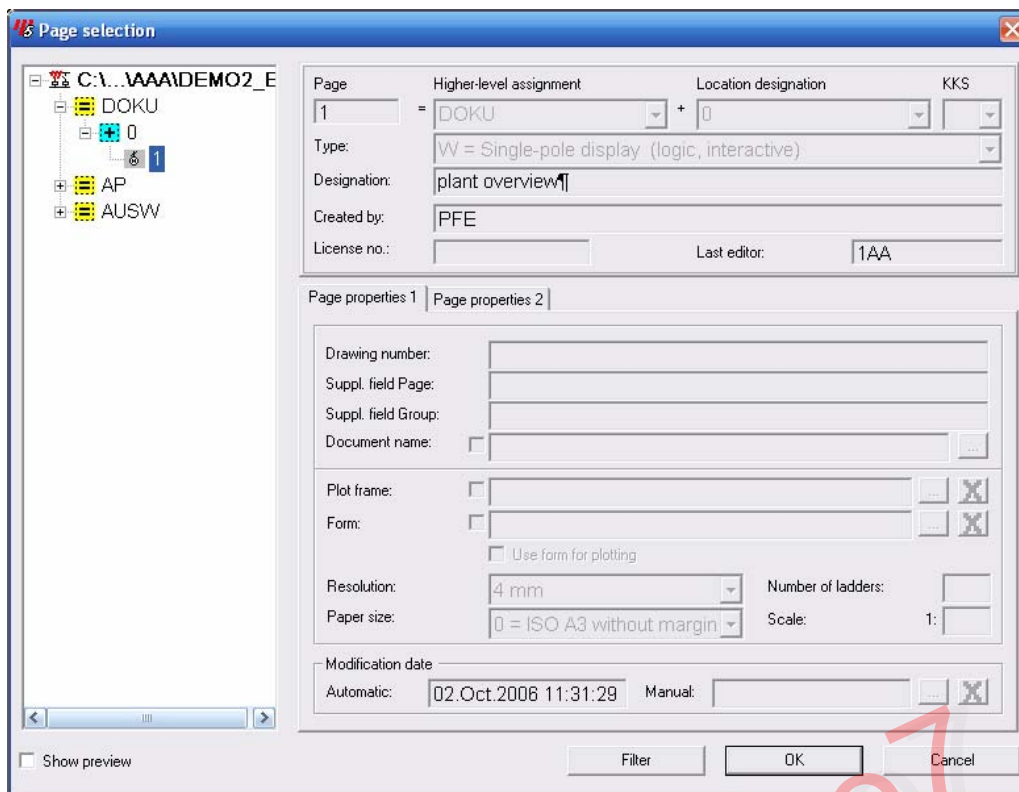 Page selection
C:\...\AAA\DEMO2_E
DOKU
0
1
AP
AUSW
Page Higher-level assignment Location designation KKS
1 = DOKU + 0
Type: W = Single-pole display (logic, interactive)
Designation: plant overview¶
Created by: PFE
License no.: Last editor: 1AA
Page properties 1 Page properties 2
Drawing number:
Suppl. field Page:
Suppl. field Group:
Document name: ...
Plot frame: ... X
Form: ... X
Use form for plotting
Resolution: 4 mm Number of ladders:
Paper size: 0 = ISO A3 without margin Scale: 1:
Modification date
Automatic: 02.Oct.2006 11:31:29 Manual: ... X
Show preview Filter OK Cancel